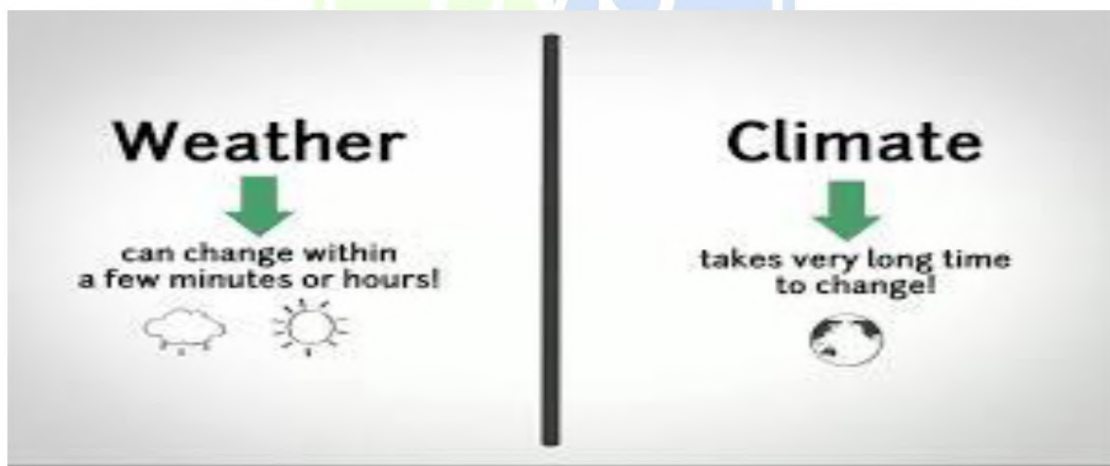 Weather
can change within
a few minutes or hours!
Climate
takes very long time
to change!